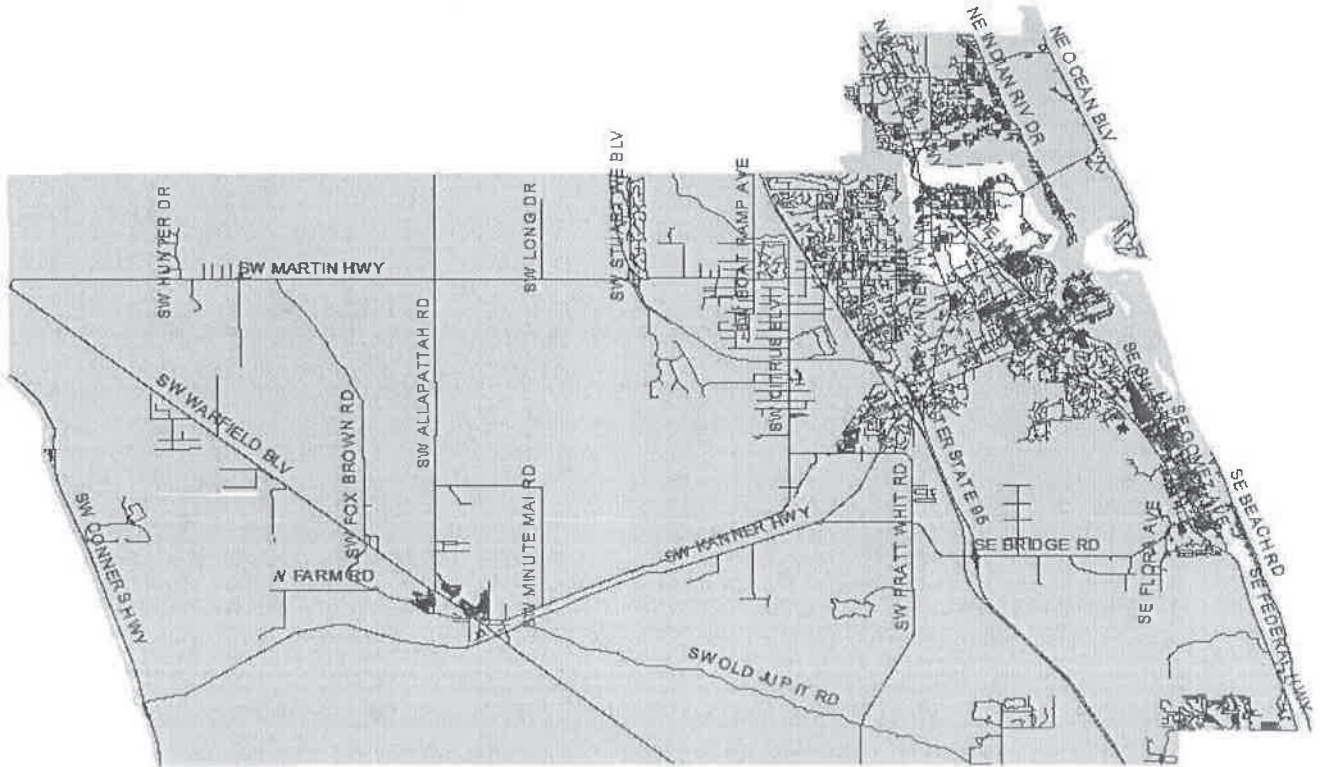 NE OCEAN BLV
NE INDIAN RIV DR
SW HUNTER DR
SW MARTIN HWY
SW ALLAPATTAH RD
SW LONG DR
BOAT RAMP AVE
SW CITRUS BLV
SW WARFIELD BLV
SW FOX BROWN RD
SW CONNERS HWY
FARM RD
SW MINUTE MAI RD
SW KANNER HWY
SW PRATT WHIT RD
SE BRIDGE RD
SE FLORA AVE
SE GOMEZ AVE
SE BEACH RD
SE FEDERAL HWY
SW OLD JUPIT RD